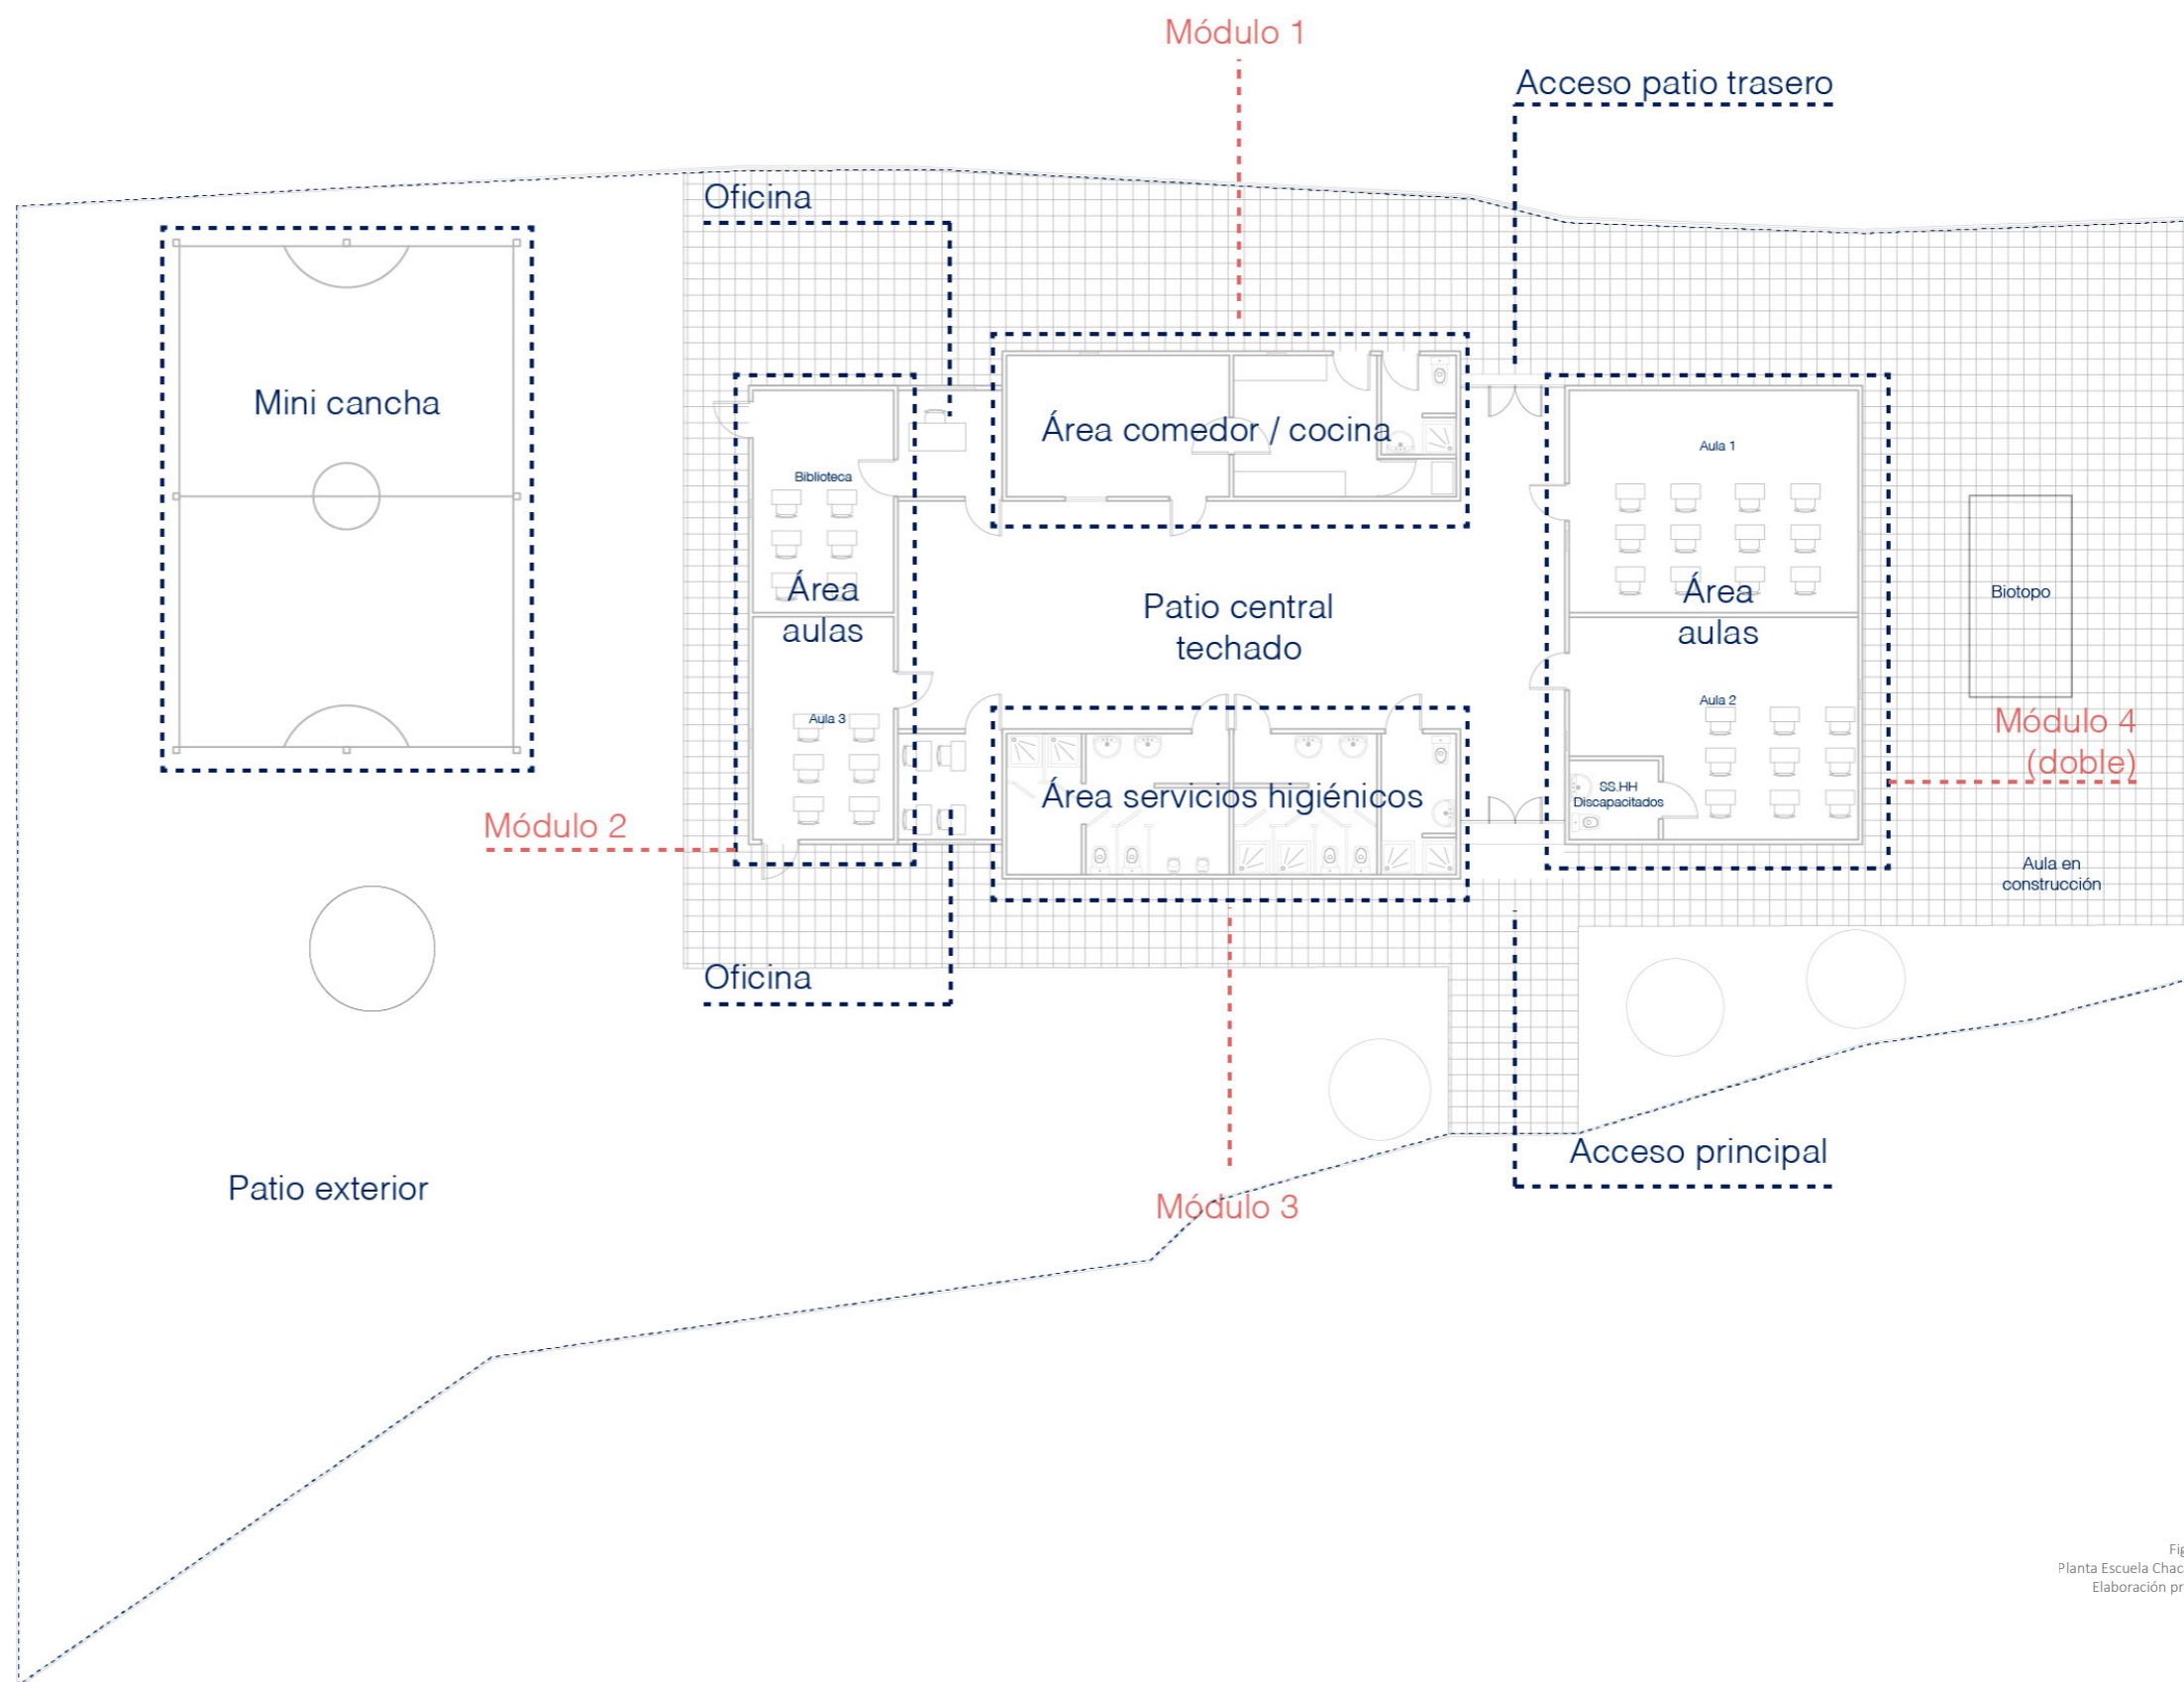 Módulo 1
Acceso patio trasero
Oficina
Mini cancha
Área comedor / cocina
Aula 1
Biblioteca
Área
aulas
Patio central
techado
Área
aulas
Biotopo
Aula 3
Aula 2
Módulo 4
(doble)
SS.HH
Discapacitados
Área servicios higiénicos
Módulo 2
Aula en
construcción
Oficina
Acceso principal
Patio exterior
Módulo 3
Planta Escuela
Elaboración